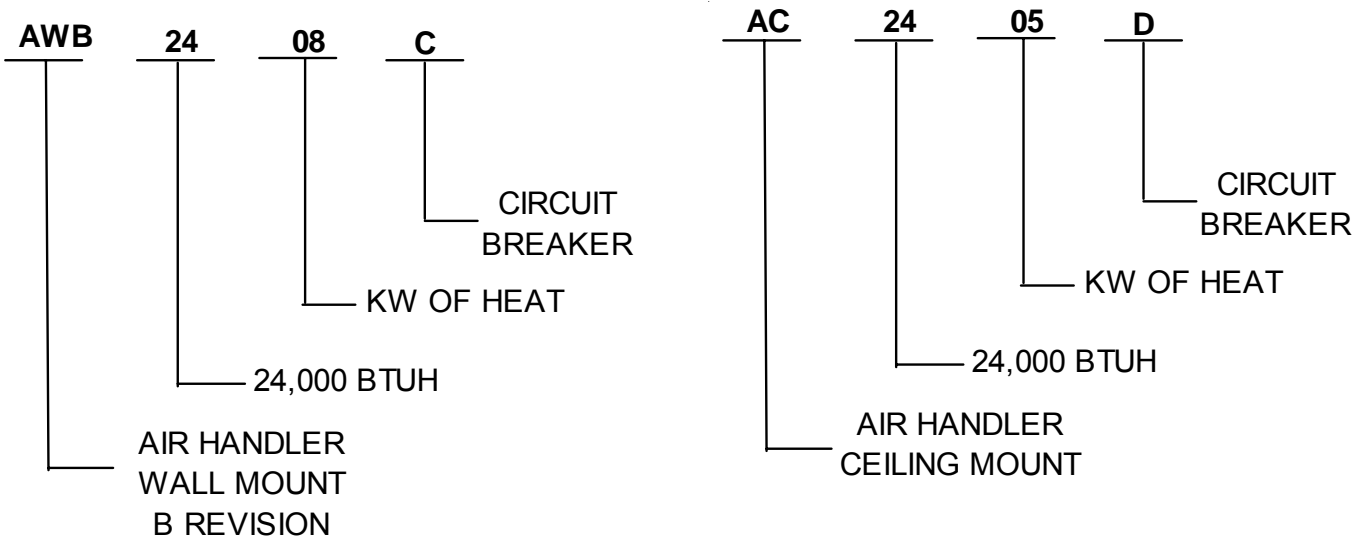 AWB 24 08 C
CIRCUIT
BREAKER
KW OF HEAT
24,000 BTUH
AIR HANDLER
WALL MOUNT
B REVISION
AC 24 05 D
CIRCUIT
BREAKER
KW OF HEAT
24,000 BTUH
AIR HANDLER
CEILING MOUNT